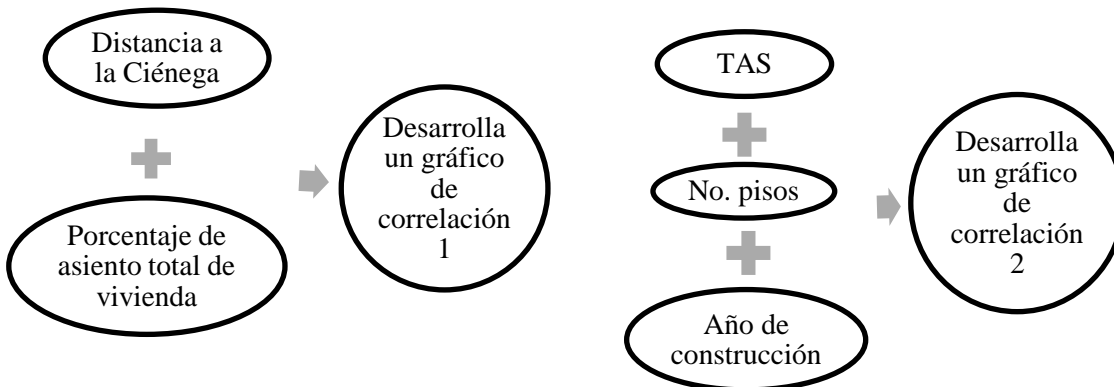 Distancia a
la Ciénega
Porcentaje de
asiento total de
vivienda
Desarrolla
un gráfico
de
correlación
1
TAS
No. pisos
Año de
construcción
Desarrolla
un gráfico
de
correlación
2